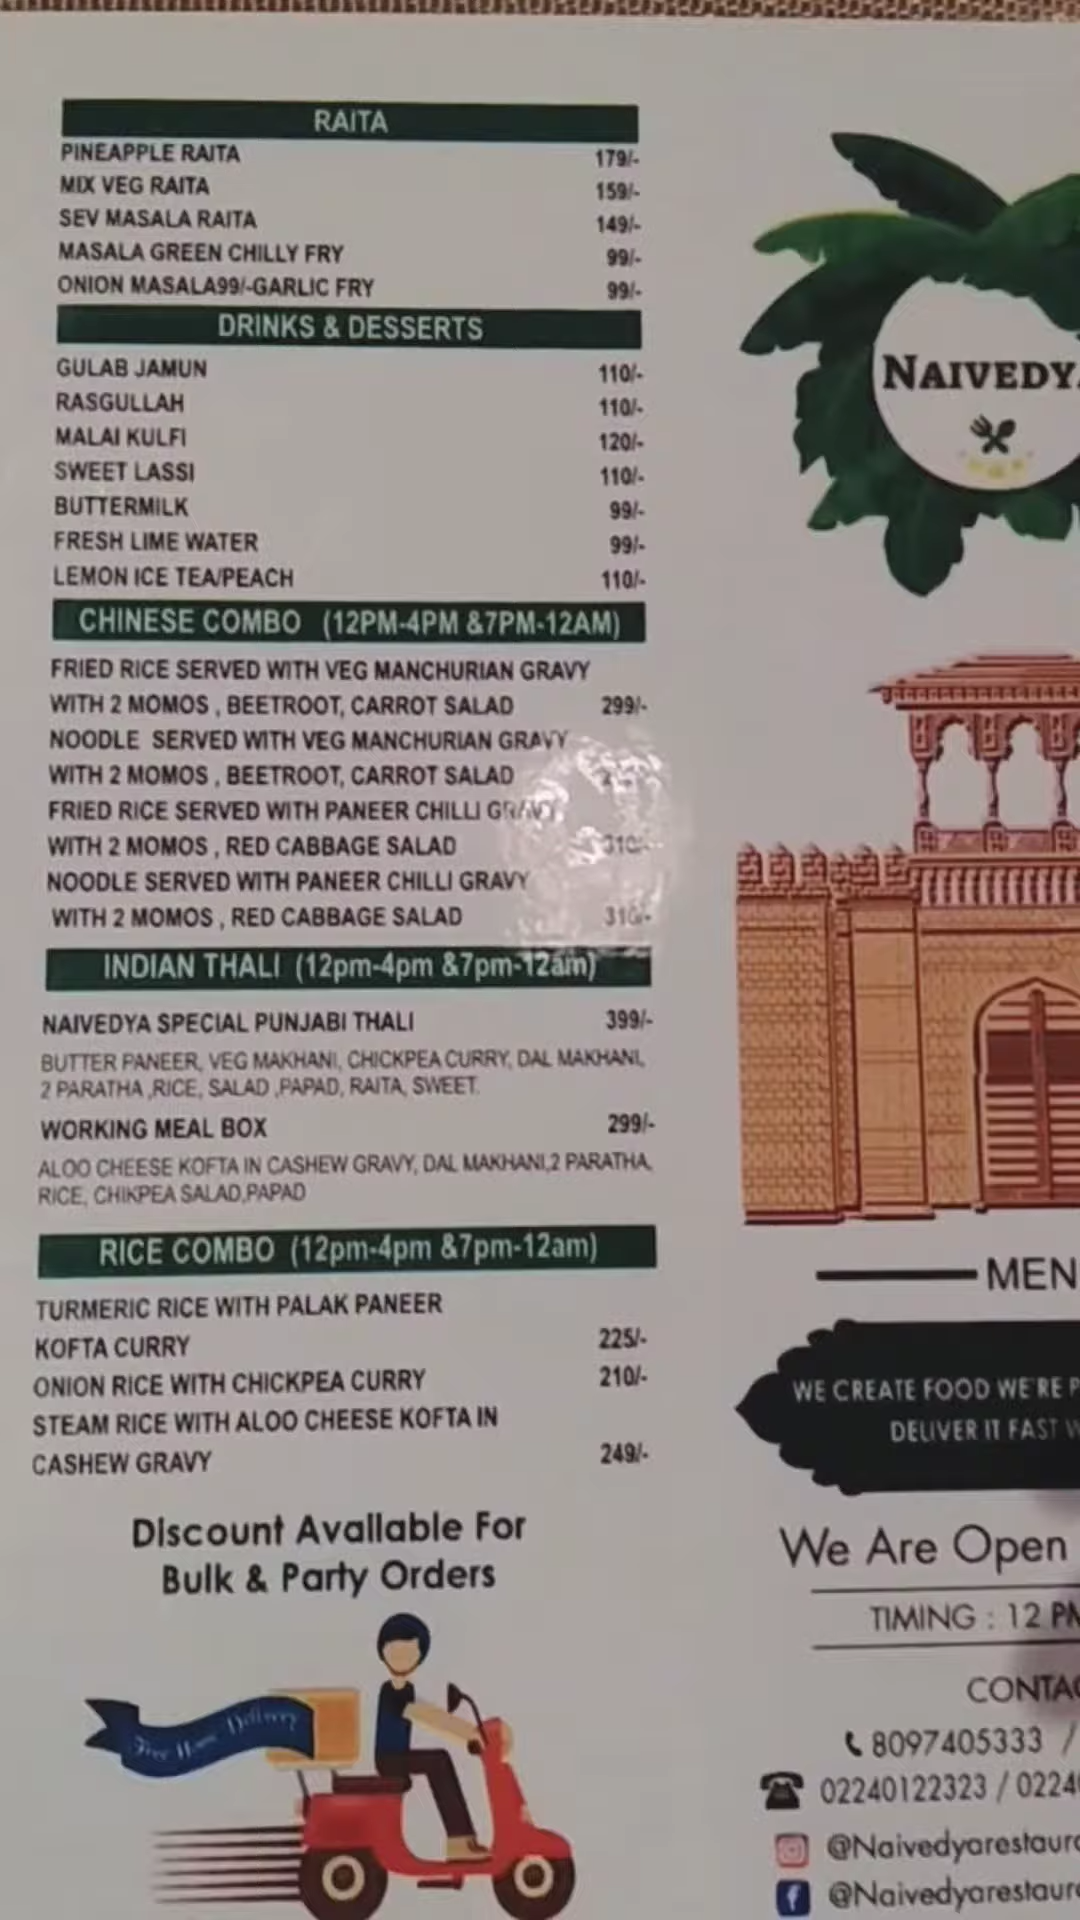 RAITA
PINEAPPLE RAITA 179/-
MIX VEG RAITA 159/-
SEV MASALA RAITA 149/-
MASALA GREEN CHILLY FRY 99/-
ONION MASALA99/-GARLIC FRY 99/-
DRINKS & DESSERTS
GULAB JAMUN 110/-
RASGULLAH 110/-
MALAI KULFI 120/-
SWEET LASSI 110/-
BUTTERMILK 99/-
FRESH LIME WATER 99/-
LEMON ICE TEA/PEACH 110/-
CHINESE COMBO (12PM-4PM &7PM-12AM)
FRIED RICE SERVED WITH VEG MANCHURIAN GRAVY
WITH 2 MOMOS , BEETROOT, CARROT SALAD 299/-
NOODLE SERVED WITH VEG MANCHURIAN GRAVY
WITH 2 MOMOS , BEETROOT, CARROT SALAD
FRIED RICE SERVED WITH PANEER CHILLI GRAVY
WITH 2 MOMOS , RED CABBAGE SALAD 310/-
NOODLE SERVED WITH PANEER CHILLI GRAVY
WITH 2 MOMOS , RED CABBAGE SALAD 310/-
INDIAN THALI (12pm-4pm &7pm-12am)
NAIVEDYA SPECIAL PUNJABI THALI 399/-
BUTTER PANEER, VEG MAKHANI, CHICKPEA CURRY, DAL MAKHANI,
2 PARATHA ,RICE, SALAD ,PAPAD, RAITA, SWEET.
WORKING MEAL BOX 299/-
ALOO CHEESE KOFTA IN CASHEW GRAVY, DAL MAKHANI,2 PARATHA,
RICE, CHIKPEA SALAD,PAPAD
RICE COMBO (12pm-4pm &7pm-12am)
TURMERIC RICE WITH PALAK PANEER
KOFTA CURRY 225/-
ONION RICE WITH CHICKPEA CURRY 210/-
STEAM RICE WITH ALOO CHEESE KOFTA IN
CASHEW GRAVY 249/-
Discount Available For
Bulk & Party Orders
Free Home Delivery
NAIVEDY
MEN
WE CREATE FOOD WE'RE P
DELIVER IT FAST W
We Are Open
TIMING : 12 PM
CONTAC
8097405333 /
02240122323 / 0224
@Naivedyarestaura
@Naivedyarestaura